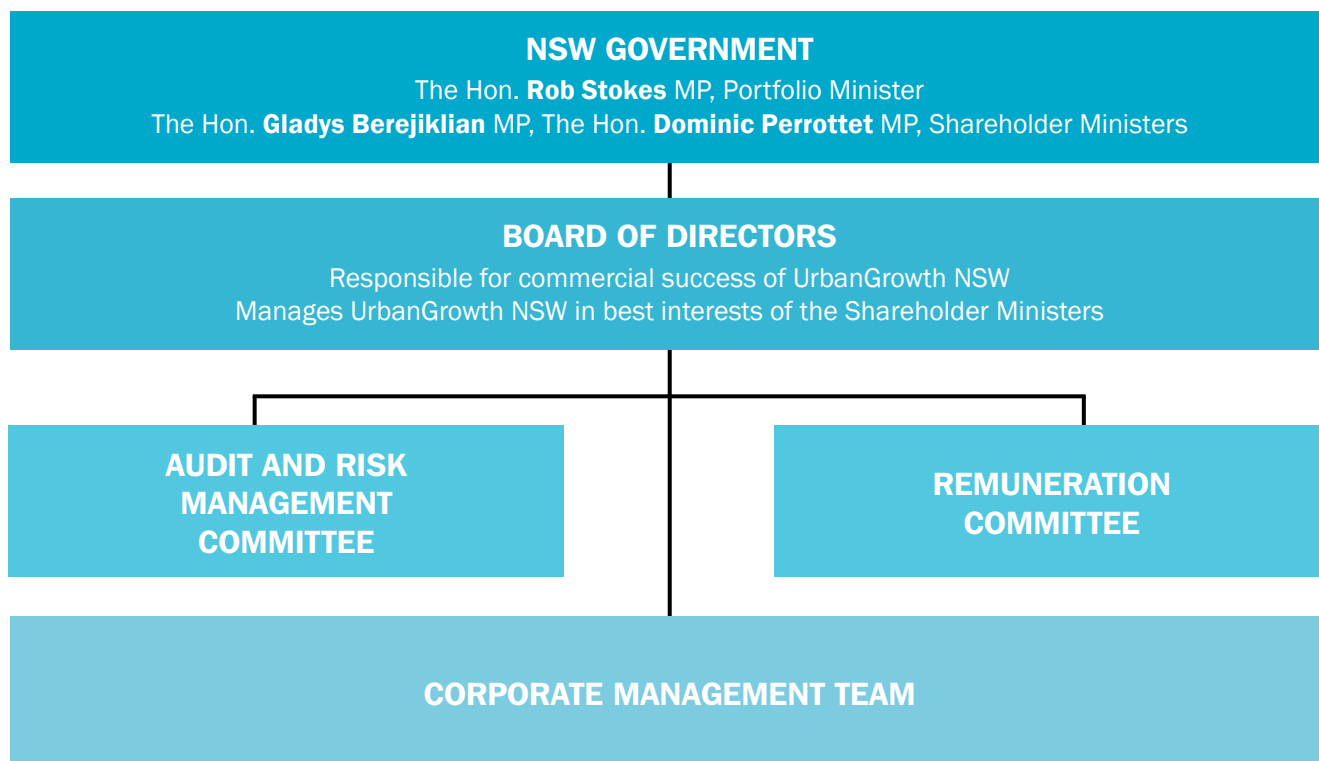 NSW GOVERNMENT
The Hon. Rob Stokes MP, Portfolio Minister
The Hon. Gladys Berejiklian MP, The Hon. Dominic Perrottet MP, Shareholder Ministers
BOARD OF DIRECTORS
Responsible for commercial success of UrbanGrowth NSW
Manages UrbanGrowth NSW in best interests of the Shareholder Ministers
AUDIT AND RISK
MANAGEMENT
COMMITTEE
REMUNERATION
COMMITTEE
CORPORATE MANAGEMENT TEAM